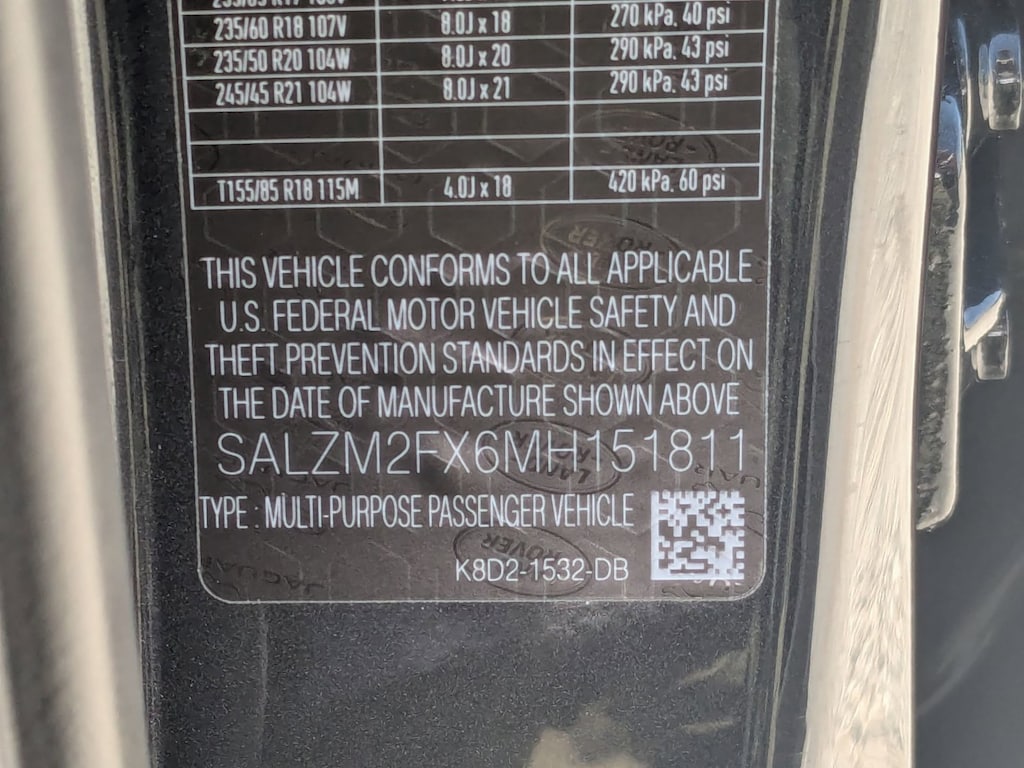 235/60 R18 107V 8.0J x 18 270 kPa, 40 psi
235/50 R20 104W 8.0J x 20 290 kPa, 43 psi
245/45 R21 104W 8.0J x 21 290 kPa, 43 psi
T155/85 R18 115M 4.0J x 18 420 kPa, 60 psi
THIS VEHICLE CONFORMS TO ALL APPLICABLE
U.S. FEDERAL MOTOR VEHICLE SAFETY AND
THEFT PREVENTION STANDARDS IN EFFECT ON
THE DATE OF MANUFACTURE SHOWN ABOVE
SALZM2FX6MH151811
TYPE : MULTI-PURPOSE PASSENGER VEHICLE
K8D2-1532-DB